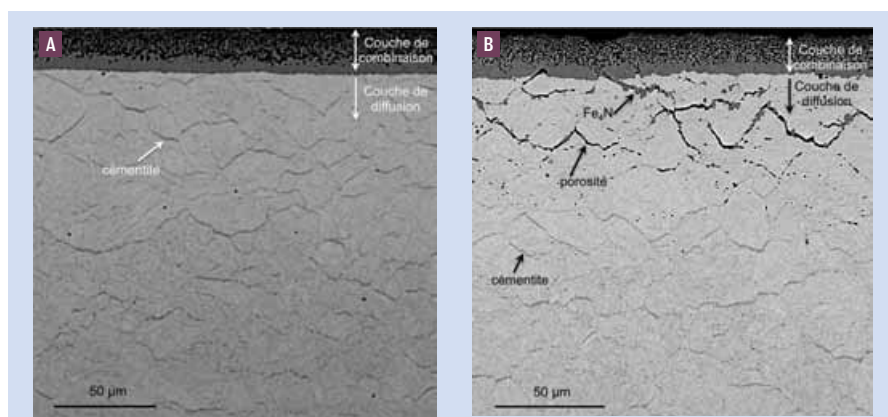 A
Couche de
combinaison
Couche de
diffusion
cémentite
50 µm
B
Couche de
combinaison
Couche de
diffusion
Fe₄N
porosité
cémentite
50 µm